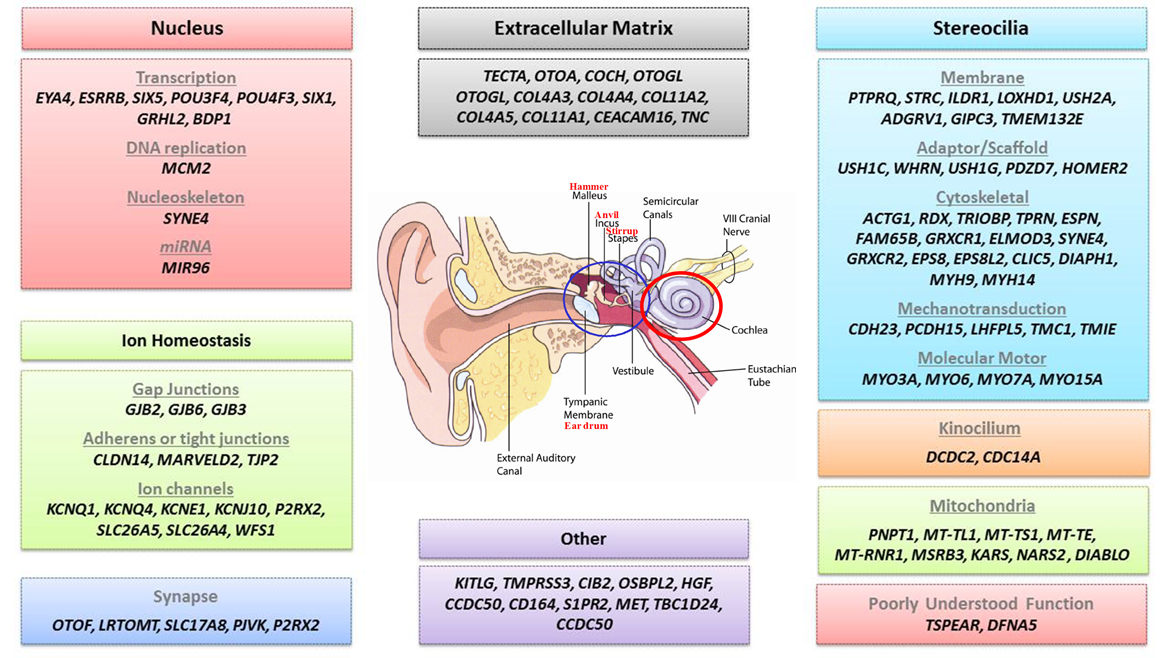 Nucleus
Transcription
EYA4, ESRRB, SIX5, POU3F4, POU4F3, SIX1,
GRHL2, BDP1
DNA replication
MCM2
Nucleoskeleton
SYNE4
miRNA
MIR96
Ion Homeostasis
Gap Junctions
GJB2, GJB6, GJB3
Adherens or tight junctions
CLDN14, MARVELD2, TJP2
Ion channels
KCNQ1, KCNQ4, KCNE1, KCNJ10, P2RX2,
SLC26A5, SLC26A4, WFS1
Synapse
OTOF, LRTOMT, SLC17A8, PJVK, P2RX2
Extracellular Matrix
TECTA, OTOA, COCH, OTOGL
OTOGL, COL4A3, COL4A4, COL11A2,
COL4A5, COL11A1, CEACAM16, TNC
Hammer
Malleus
Anvil
Incus
Stirrup
Stapes
Semicircular
Canals
VIII Cranial
Nerve
Cochlea
Vestibule
Eustachian
Tube
Tympanic
Membrane
Ear drum
External Auditory
Canal
Other
KITLG, TMPRSS3, CIB2, OSBPL2, HGF,
CCDC50, CD164, S1PR2, MET, TBC1D24,
CCDC50
Stereocilia
Membrane
PTPRQ, STRC, ILDR1, LOXHD1, USH2A,
ADGRV1, GIPC3, TMEM132E
Adaptor/Scaffold
USH1C, WHRN, USH1G, PDZD7, HOMER2
Cytoskeletal
ACTG1, RDX, TRIOBP, TPRN, ESPN,
FAM65B, GRXCR1, ELMOD3, SYNE4,
GRXCR2, EPS8, EPS8L2, CLIC5, DIAPH1,
MYH9, MYH14
Mechanotransduction
CDH23, PCDH15, LHFPL5, TMC1, TMIE
Molecular Motor
MYO3A, MYO6, MYO7A, MYO15A
Kinocilium
DCDC2, CDC14A
Mitochondria
PNPT1, MT-TL1, MT-TS1, MT-TE,
MT-RNR1, MSRB3, KARS, NARS2, DIABLO
Poorly Understood Function
TSPEAR, DFNA5